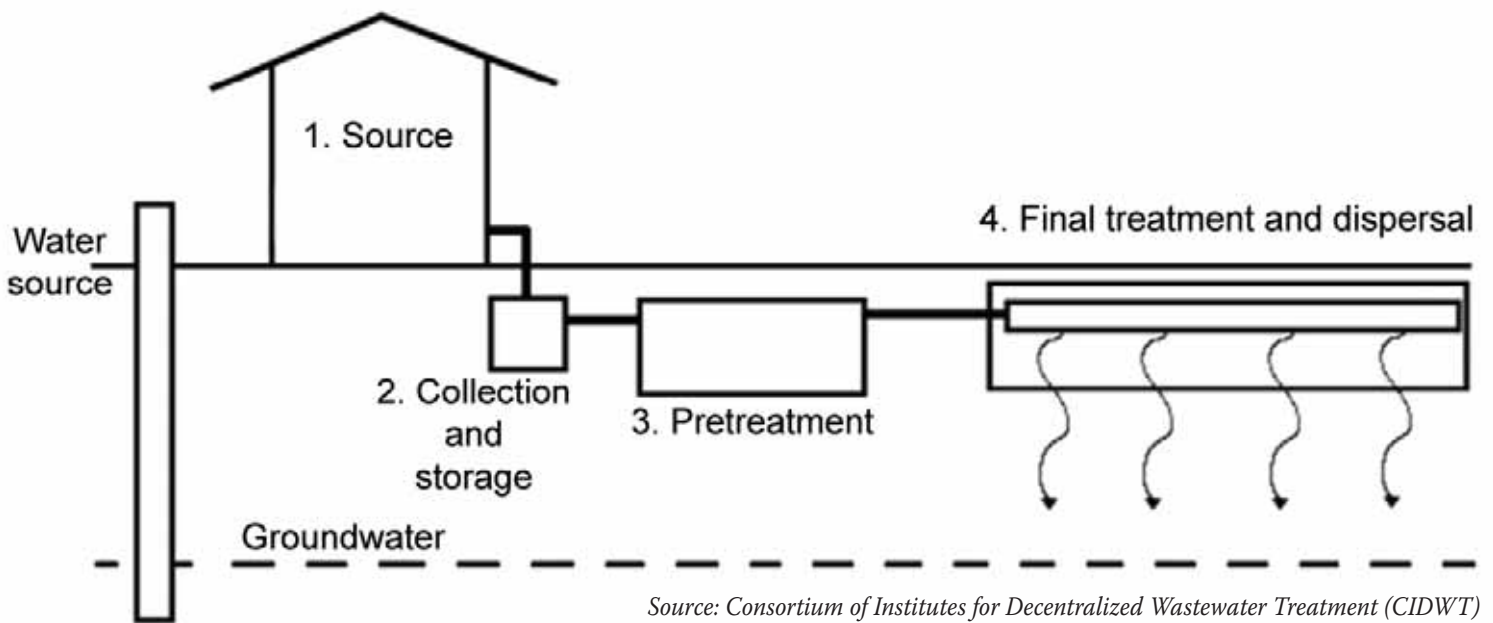 1. Source
4. Final treatment and dispersal
Water
source
2. Collection
and
storage
3. Pretreatment
Groundwater
Source: Consortium of Institutes for Decentralized Wastewater Treatment (CIDWT)